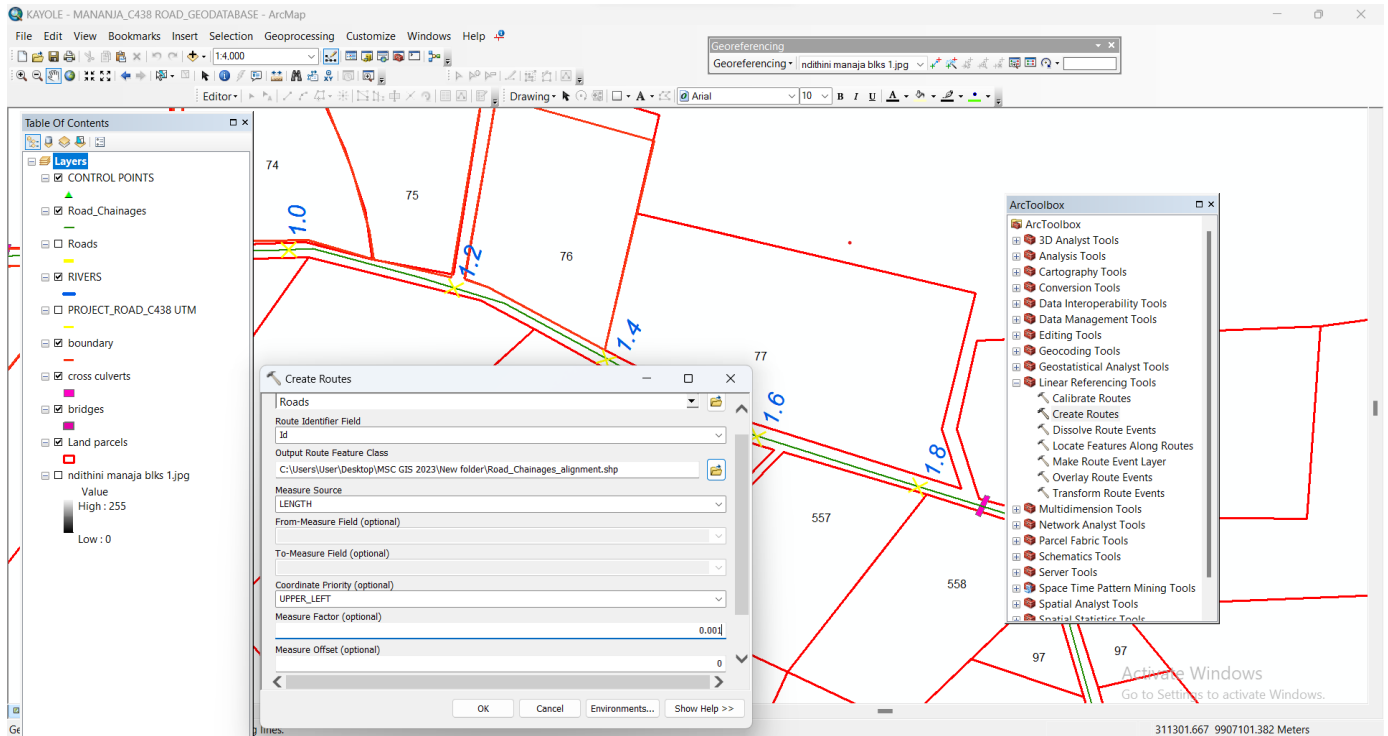 KAYOLE - MANANJA_C438 ROAD_GEODATABASE - ArcMap
File Edit View Bookmarks Insert Selection Geoprocessing Customize Windows Help
1:4,000
Georeferencing
Georeferencing ndithini manaja blks 1.jpg
Editor Drawing A Arial 10 B I U A
Table Of Contents
Layers
CONTROL POINTS
Road_Chainages
Roads
RIVERS
PROJECT_ROAD_C438 UTM
boundary
cross culverts
bridges
Land parcels
ndithini manaja blks 1.jpg
Value
High : 255
Low : 0
74
75
76
77
557
558
97
97
1.0
1.2
1.4
1.6
1.8
Create Routes
Roads
Route Identifier Field
Id
Output Route Feature Class
C:\Users\User\Desktop\MSC GIS 2023\New folder\Road_Chainages_alignment.shp
Measure Source
LENGTH
From-Measure Field (optional)
To-Measure Field (optional)
Coordinate Priority (optional)
UPPER_LEFT
Measure Factor (optional)
0.001
Measure Offset (optional)
0
OK Cancel Environments... Show Help >>
ArcToolbox
ArcToolbox
3D Analyst Tools
Analysis Tools
Cartography Tools
Conversion Tools
Data Interoperability Tools
Data Management Tools
Editing Tools
Geocoding Tools
Geostatistical Analyst Tools
Linear Referencing Tools
Calibrate Routes
Create Routes
Dissolve Route Events
Locate Features Along Routes
Make Route Event Layer
Overlay Route Events
Transform Route Events
Multidimension Tools
Network Analyst Tools
Parcel Fabric Tools
Schematics Tools
Server Tools
Space Time Pattern Mining Tools
Spatial Analyst Tools
Spatial Statistics Tools
Activate Windows
Go to Settings to activate Windows.
g lines.
311301.667 9907101.382 Meters